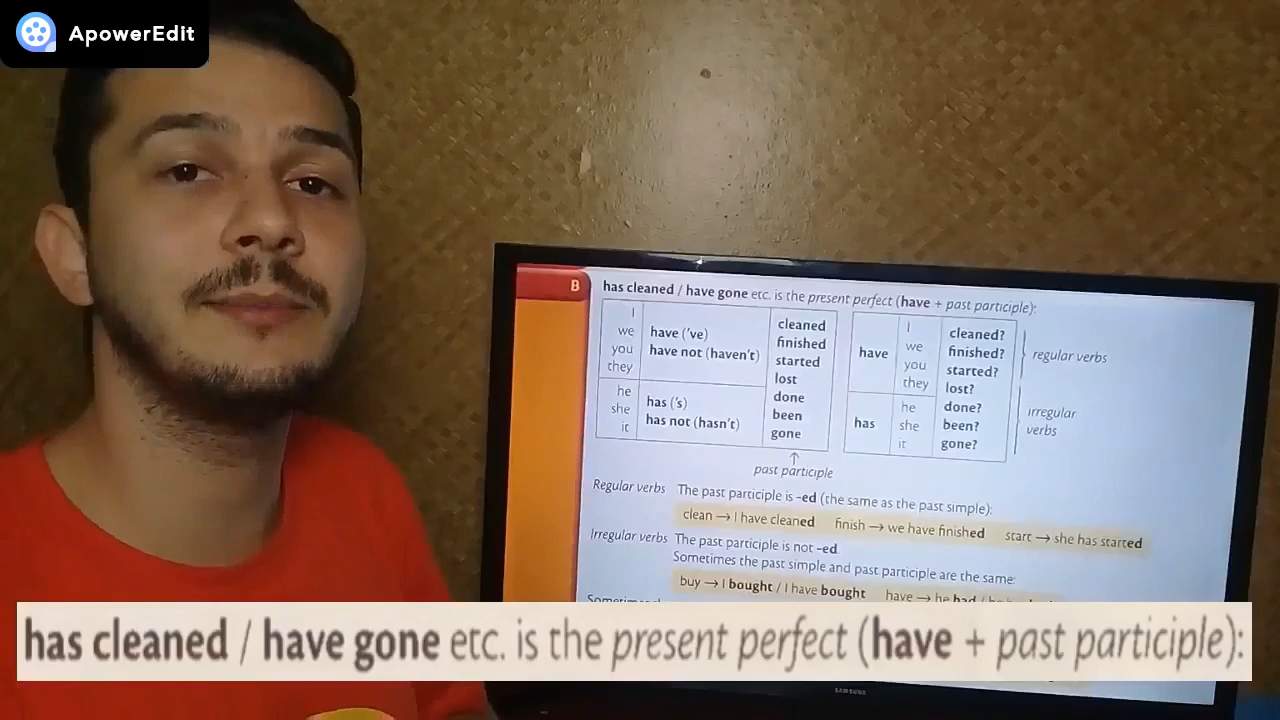 ApowerEdit
B
has cleaned / have gone etc. is the present perfect (have + past participle):
I
we
you
they
have ('ve)
have not (haven't)
he
she
it
has ('s)
has not (hasn't)
cleaned
finished
started
lost
done
been
gone
past participle
have
I
we
you
they
has
he
she
it
cleaned?
finished?
started?
lost?
done?
been?
gone?
regular verbs
irregular
verbs
Regular verbs The past participle is -ed (the same as the past simple):
clean → I have cleaned finish → we have finished start → she has started
Irregular verbs The past participle is not -ed.
Sometimes the past simple and past participle are the same:
buy → I bought / I have bought have → he had /
has cleaned / have gone etc. is the present perfect (have + past participle):
SAMSUNG